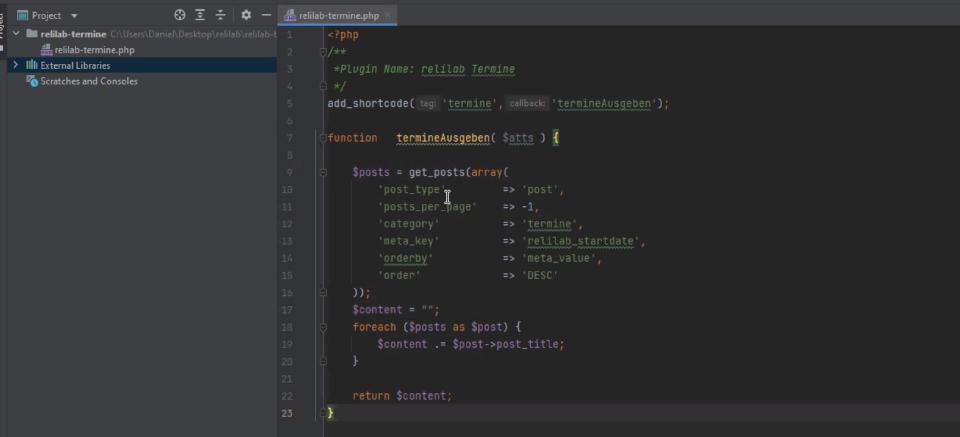 Project
relilab-termine.php
relilab-termine C:\Users\Daniel\Desktop\relilab\relilab-t
relilab-termine.php
External Libraries
Scratches and Consoles
Project
1 <?php
2 /**
3 *Plugin Name: relilab Termine
4 */
5 add_shortcode( tag: 'termine', callback: 'termineAusgeben');
6
7 function termineAusgeben( $atts ) {
8
9 $posts = get_posts(array(
10 'post_type' => 'post',
11 'posts_per_page' => -1,
12 'category' => 'termine',
13 'meta_key' => 'relilab_startdate',
14 'orderby' => 'meta_value',
15 'order' => 'DESC'
16 ));
17 $content = "";
18 foreach ($posts as $post) {
19 $content .= $post->post_title;
20 }
21
22 return $content;
23 }